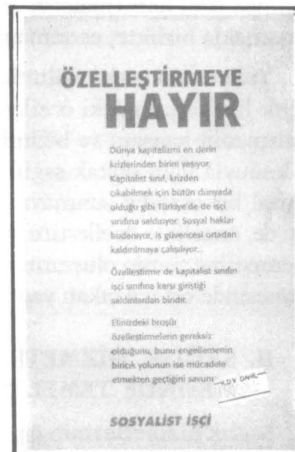 ÖZELLEŞTİRMEYE
HAYIR
Dünya kapitalizmi en derin
krizlerinden birini yaşıyor.
Kapitalist sınıf, krizden
çıkabilmek için bütün dünyada
olduğu gibi Türkiye'de de işçi
sınıfına saldırıyor. Sosyal haklar
budanıyor, iş güvencesi ortadan
kaldırılmaya çalışılıyor...
Özelleştirme de kapitalist sınıfın
işçi sınıfına karşı giriştiği
saldırılardan biridir.
Elinizdeki broşür
özelleştirmelerin gereksiz
olduğunu, bunu engellemenin
biricik yolunun ise mücadele
etmekten geçtiğini savunu
K.D.V DAHİL
SOSYALİST İŞÇİ